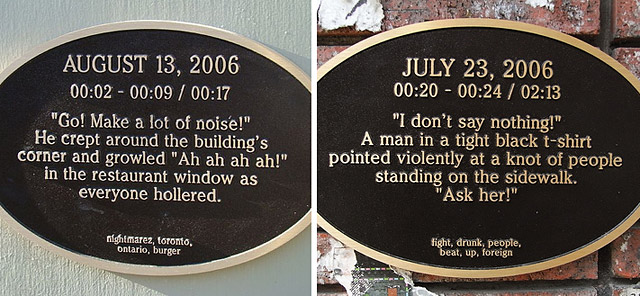 AUGUST 13, 2006
00:02 - 00:09 / 00:17
"Go! Make a lot of noise!"
He crept around the building's
corner and growled "Ah ah ah ah!"
in the restaurant window as
everyone hollered.
nightmarez, toronto,
ontario, burger
JULY 23, 2006
00:20 - 00:24 / 02:13
"I don't say nothing!"
A man in a tight black t-shirt
pointed violently at a knot of people
standing on the sidewalk.
"Ask her!"
fight, drunk, people,
beat, up, foreign